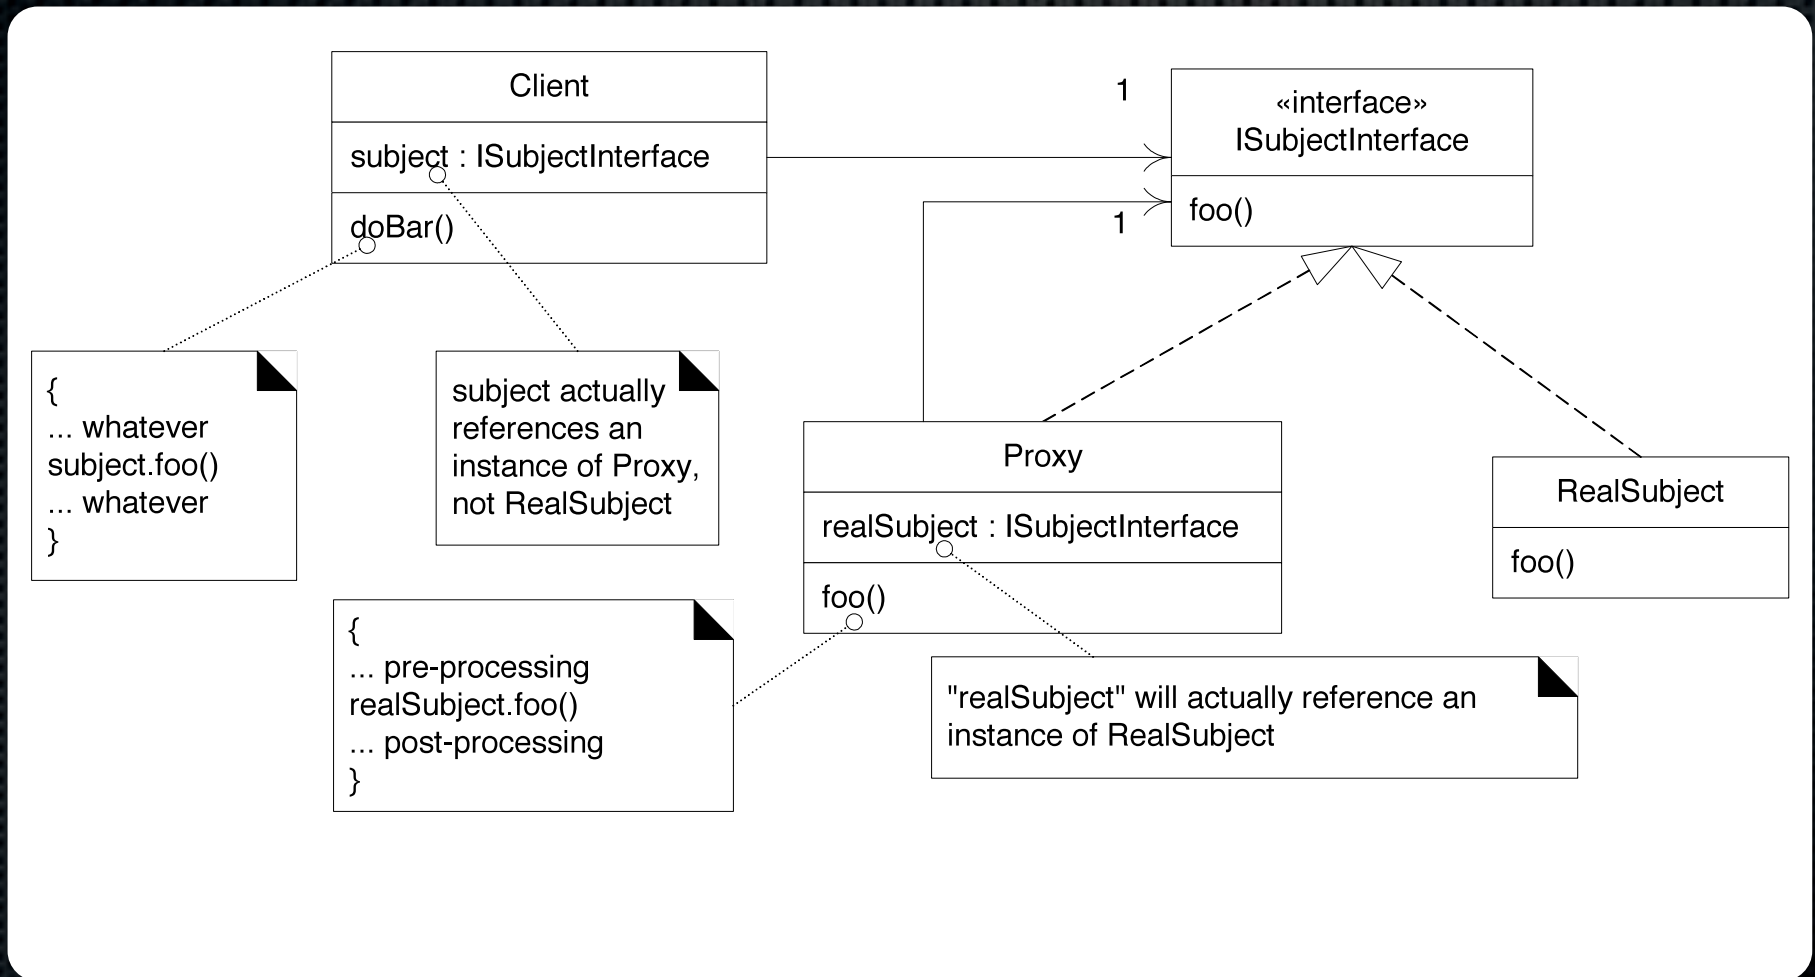 Client
subject : ISubjectInterface
doBar()
1
«interface»
ISubjectInterface
foo()
1
{
... whatever
subject.foo()
... whatever
}
subject actually
references an
instance of Proxy,
not RealSubject
Proxy
realSubject : ISubjectInterface
foo()
RealSubject
foo()
{
... pre-processing
realSubject.foo()
... post-processing
}
"realSubject" will actually reference an
instance of RealSubject